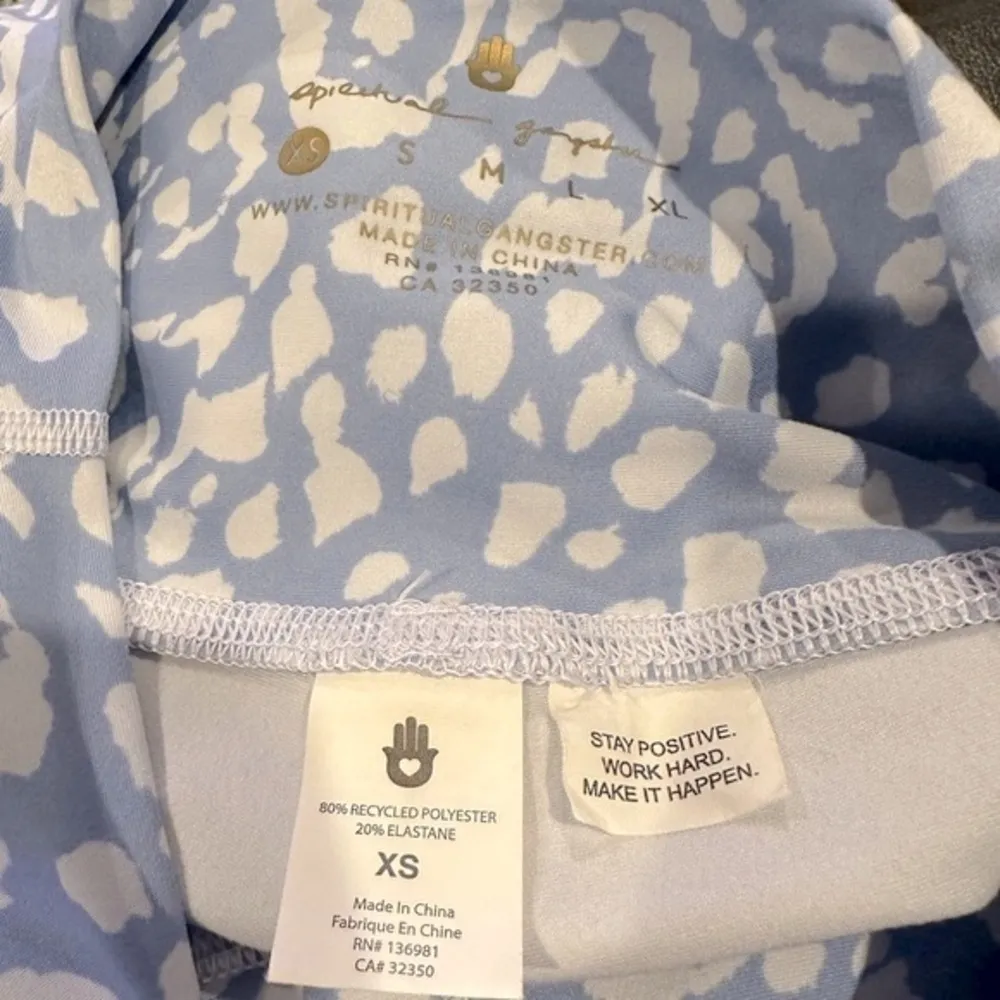 spiritual gangster
XS S M L XL
WWW.SPIRITUALGANGSTER.COM
MADE IN CHINA
RN#
CA 32350
80% RECYCLED POLYESTER
20% ELASTANE
XS
Made In China
Fabrique En Chine
RN# 136981
CA# 32350
STAY POSITIVE.
WORK HARD.
MAKE IT HAPPEN.